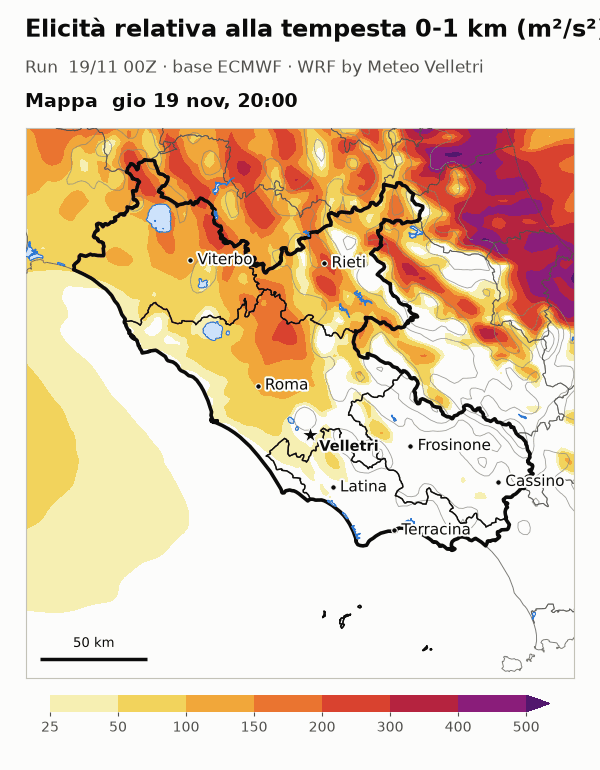 Elicità relativa alla tempesta 0-1 km (m²/s²)
Run 19/11 00Z · base ECMWF · WRF by Meteo Velletri
Mappa gio 19 nov, 20:00
Viterbo
Rieti
Roma
Velletri
Frosinone
Cassino
Latina
Terracina
50 km
25 50 100 150 200 300 400 500